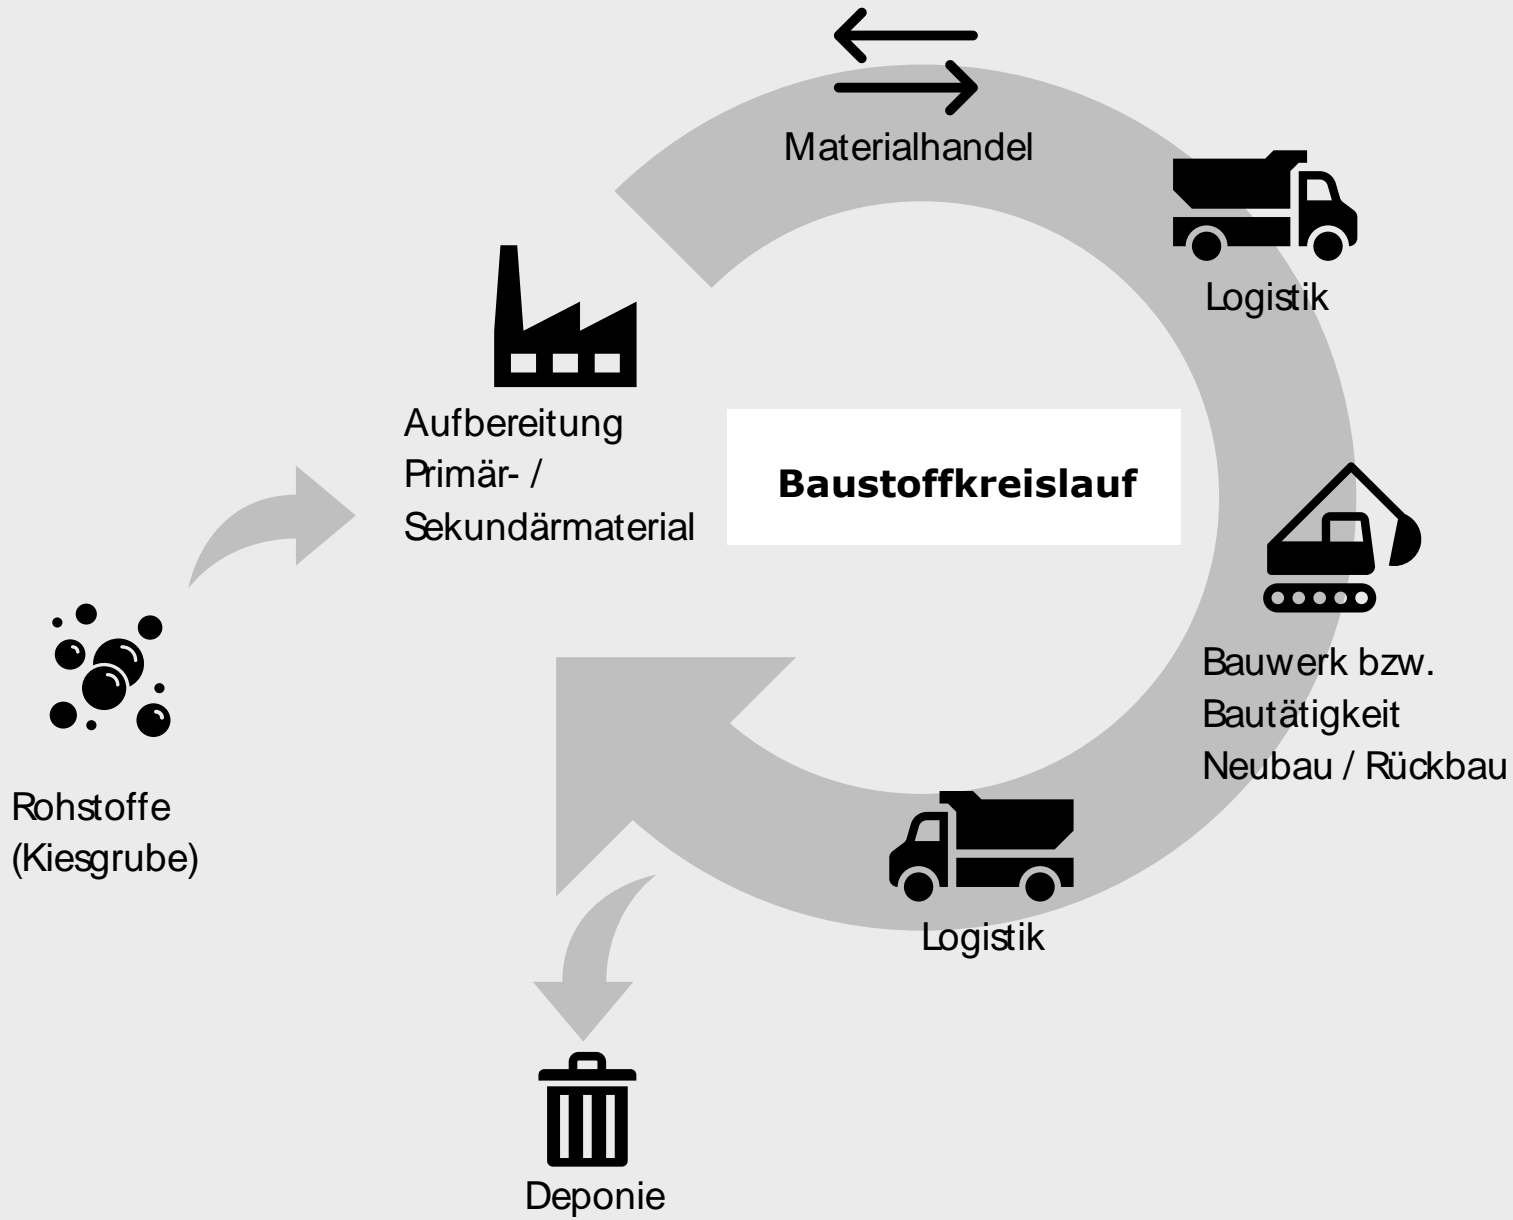 Materialhandel
Logistik
Aufbereitung
Primär- /
Sekundärmaterial
Baustoffkreislauf
Bauwerk bzw.
Bautätigkeit
Neubau / Rückbau
Rohstoffe
(Kiesgrube)
Logistik
Deponie